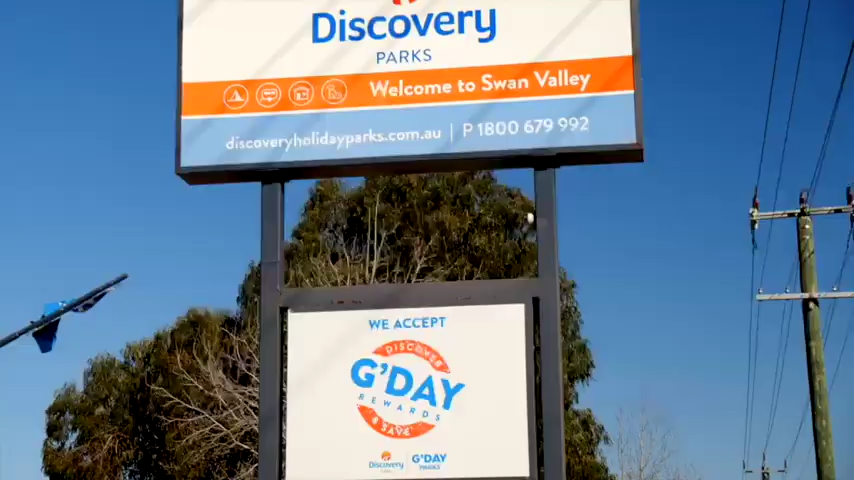 Discovery
PARKS
Welcome to Swan Valley
discoveryholidayparks.com.au | P 1800 679 992
WE ACCEPT
DISCOVER
G'DAY
REWARDS
& SAVE
Discovery G'DAY
PARKS